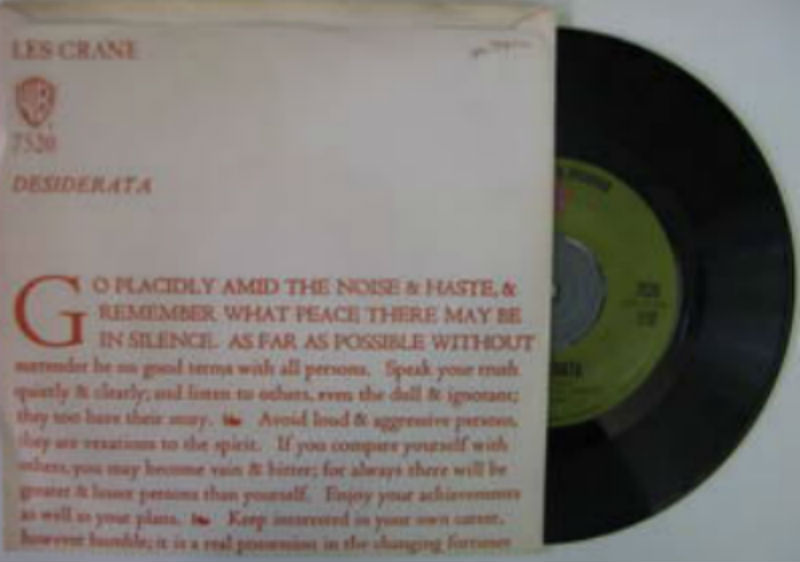 LES CRANE
7520
DESIDERATA
GO PLACIDLY AMID THE NOISE & HASTE, &
REMEMBER WHAT PEACE THERE MAY BE
IN SILENCE. AS FAR AS POSSIBLE WITHOUT
surrender be on good terms with all persons. Speak your truth
quietly & clearly; and listen to others, even the dull & ignorant;
they too have their story. Avoid loud & aggressive persons,
they are vexations to the spirit. If you compare yourself with
others, you may become vain & bitter; for always there will be
greater & lesser persons than yourself. Enjoy your achievements
as well as your plans. Keep interested in your own career,
however humble; it is a real possession in the changing fortunes